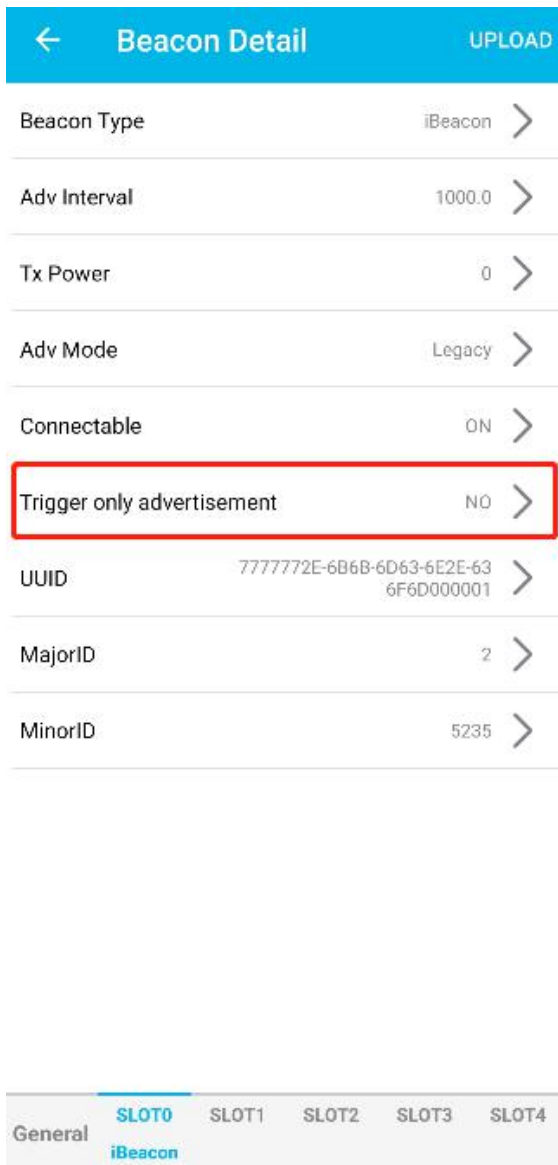 Beacon Detail UPLOAD
Beacon Type iBeacon
Adv Interval 1000.0
Tx Power 0
Adv Mode Legacy
Connectable ON
Trigger only advertisement NO
UUID 7777772E-6B6B-6D63-6E2E-63
6F6D000001
MajorID 2
MinorID 5235
General SLOT0 SLOT1 SLOT2 SLOT3 SLOT4
iBeacon